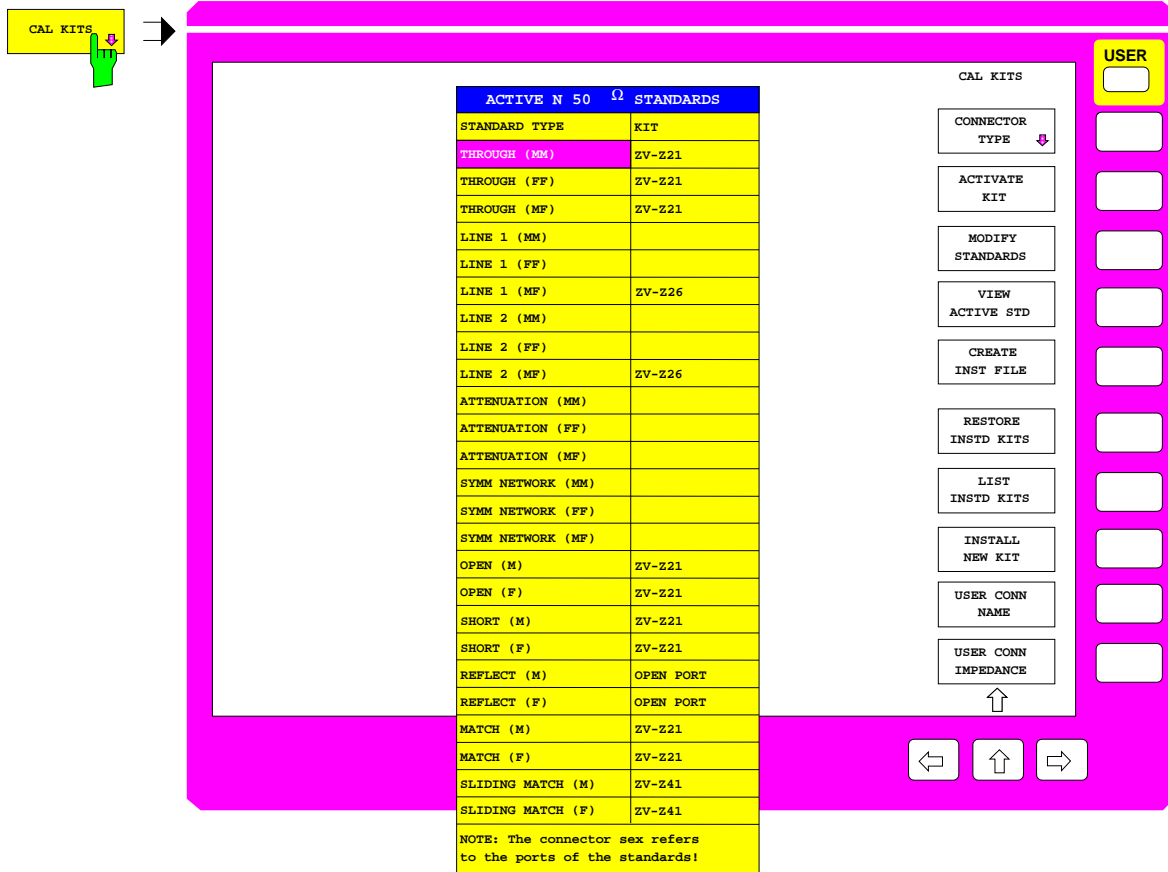 CAL KITS
USER
CAL KITS
ACTIVE N 50 Ω STANDARDS
STANDARD TYPE KIT
THROUGH (MM) ZV-Z21
THROUGH (FF) ZV-Z21
THROUGH (MF) ZV-Z21
LINE 1 (MM)
LINE 1 (FF)
LINE 1 (MF) ZV-Z26
LINE 2 (MM)
LINE 2 (FF)
LINE 2 (MF) ZV-Z26
ATTENUATION (MM)
ATTENUATION (FF)
ATTENUATION (MF)
SYMM NETWORK (MM)
SYMM NETWORK (FF)
SYMM NETWORK (MF)
OPEN (M) ZV-Z21
OPEN (F) ZV-Z21
SHORT (M) ZV-Z21
SHORT (F) ZV-Z21
REFLECT (M) OPEN PORT
REFLECT (F) OPEN PORT
MATCH (M) ZV-Z21
MATCH (F) ZV-Z21
SLIDING MATCH (M) ZV-Z41
SLIDING MATCH (F) ZV-Z41
NOTE: The connector sex refers
to the ports of the standards!
CONNECTOR
TYPE
ACTIVATE
KIT
MODIFY
STANDARDS
VIEW
ACTIVE STD
CREATE
INST FILE
RESTORE
INSTD KITS
LIST
INSTD KITS
INSTALL
NEW KIT
USER CONN
NAME
USER CONN
IMPEDANCE